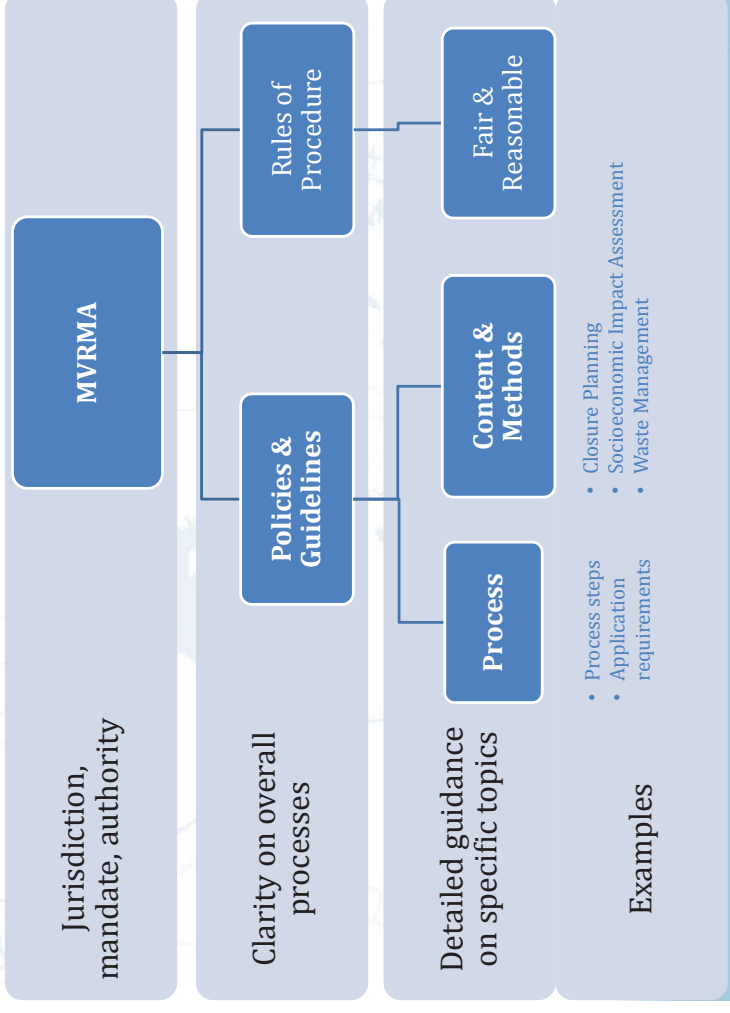 Jurisdiction,
mandate, authority
MVRMA
Clarity on overall
processes
Policies &
Guidelines
Rules of
Procedure
Detailed guidance
on specific topics
Process
Content &
Methods
Fair &
Reasonable
Examples
• Process steps
• Application
requirements
• Closure Planning
• Socioeconomic Impact Assessment
• Waste Management